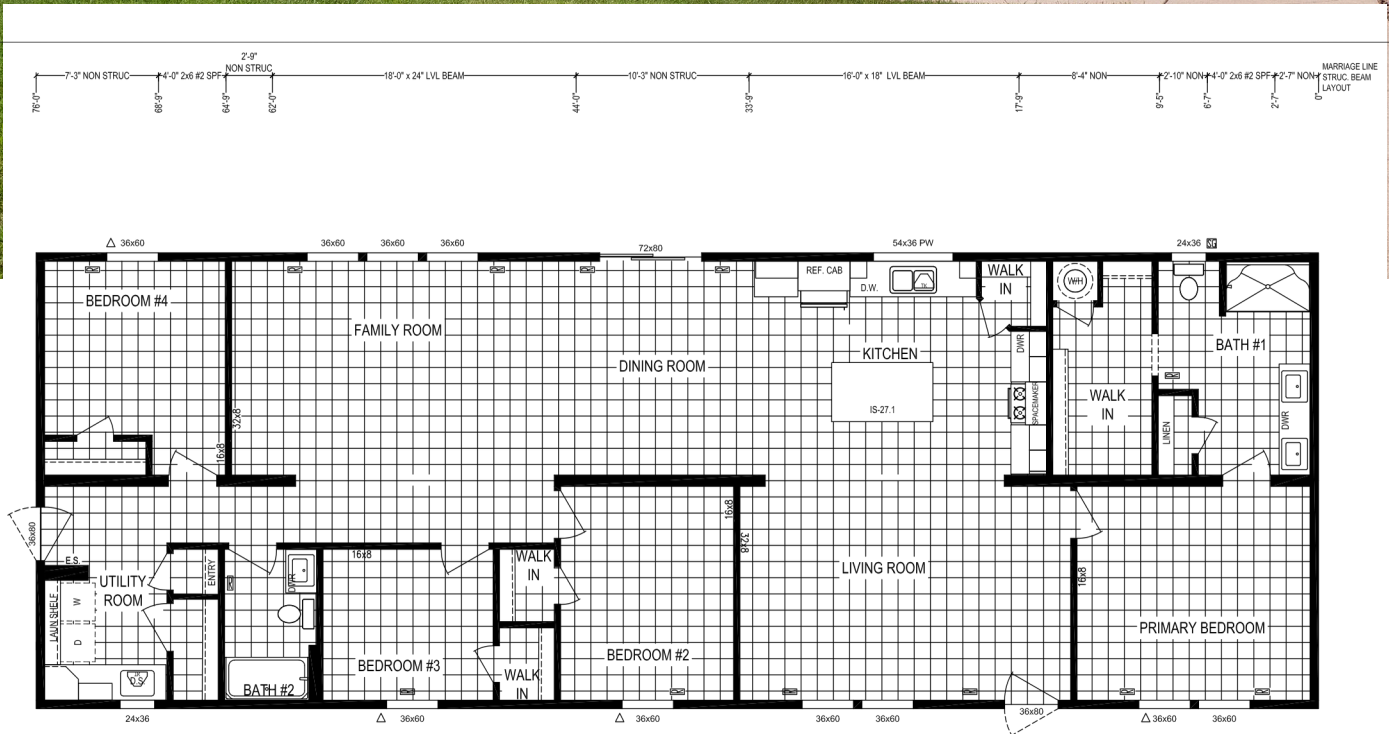 2'-9"
NON STRUC
7'-3" NON STRUC
4'-0" 2x6 #2 SPF
18'-0" x 24" LVL BEAM
10'-3" NON STRUC
16'-0" x 18" LVL BEAM
8'-4" NON
2'-10" NON
4'-0" 2x6 #2 SPF
2'-7" NON
MARRIAGE LINE
STRUC. BEAM
LAYOUT
76'-0"
68'-9"
64'-9"
62'-0"
44'-0"
33'-9"
17'-9"
9'-5"
6'-7"
2'-7"
0"
36x60
36x60
36x60
36x60
72x80
54x36 PW
24x36
SG
BEDROOM #4
FAMILY ROOM
DINING ROOM
REF. CAB
D.W.
KITCHEN
IS-27.1
WALK
IN
DWR
SPACEMAKER
W/H
WALK
IN
BATH #1
LINEN
DWR
32x8
16x8
36x80
E.S.
UTILITY
ROOM
ENTRY
LAUN.SHELF
W
D
D.S.
DWR
BATH #2
16x8
BEDROOM #3
WALK
IN
WALK
IN
BEDROOM #2
16x8
32x8
LIVING ROOM
16x8
PRIMARY BEDROOM
24x36
36x60
36x60
36x60
36x60
36x80
36x60
36x60